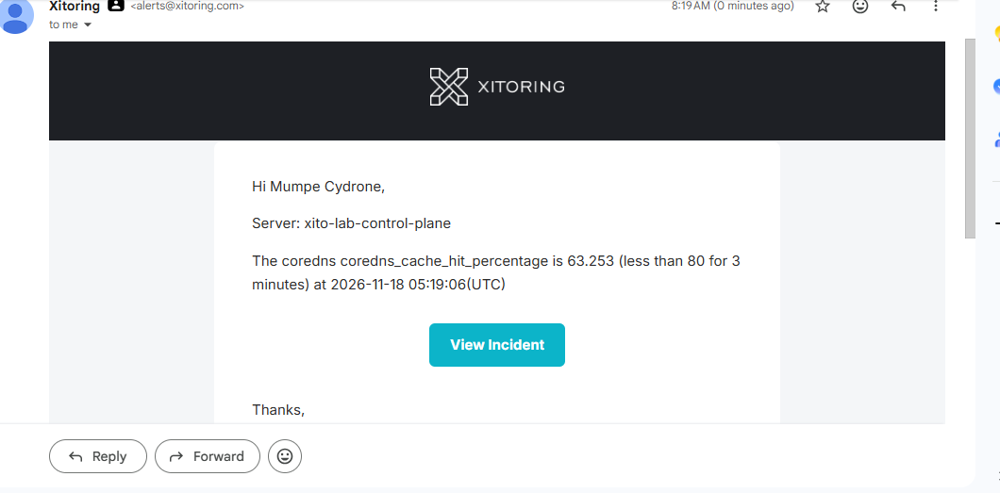 Xitoring <alerts@xitoring.com> 8:19 AM (0 minutes ago)
to me
XITORING
Hi Mumpe Cydrone,
Server: xito-lab-control-plane
The coredns coredns_cache_hit_percentage is 63.253 (less than 80 for 3
minutes) at 2026-11-18 05:19:06(UTC)
View Incident
Thanks,
Reply Forward